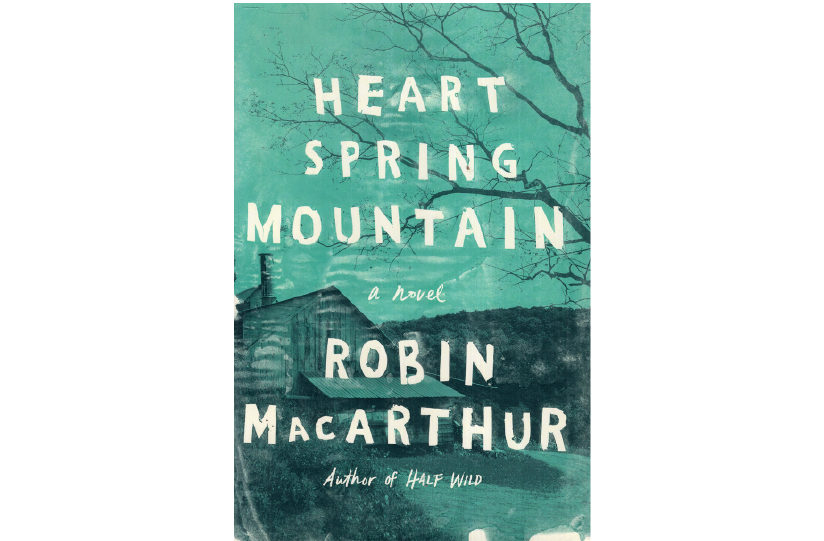 HEART
SPRING
MOUNTAIN
a novel
ROBIN
MACARTHUR
Author of HALF WILD